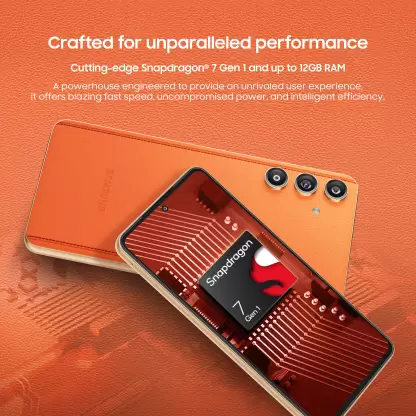 Crafted for unparalleled performance
Cutting-edge Snapdragon® 7 Gen 1 and up to 12GB RAM
A powerhouse engineered to provide an unrivaled user experience,
it offers blazing fast speed, uncompromised power, and intelligent efficiency.
SAMSUNG
Snapdragon
7
Gen 1